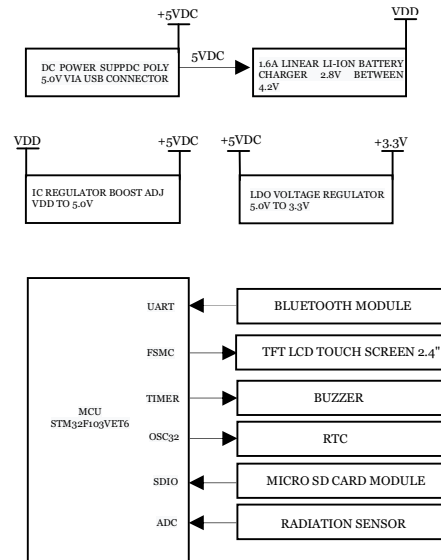 +5VDC
VDD
DC POWER SUPPDC POLY
5.0V VIA USB CONNECTOR
5VDC
1.6A LINEAR LI-ION BATTERY
CHARGER 2.8V BETWEEN
4.2V
VDD
+5VDC
+5VDC
+3.3V
IC REGULATOR BOOST ADJ
VDD TO 5.0V
LDO VOLTAGE REGULATOR
5.0V TO 3.3V
MCU
STM32F103VET6
UART
BLUETOOTH MODULE
FSMC
TFT LCD TOUCH SCREEN 2.4"
TIMER
BUZZER
OSC32
RTC
SDIO
MICRO SD CARD MODULE
ADC
RADIATION SENSOR